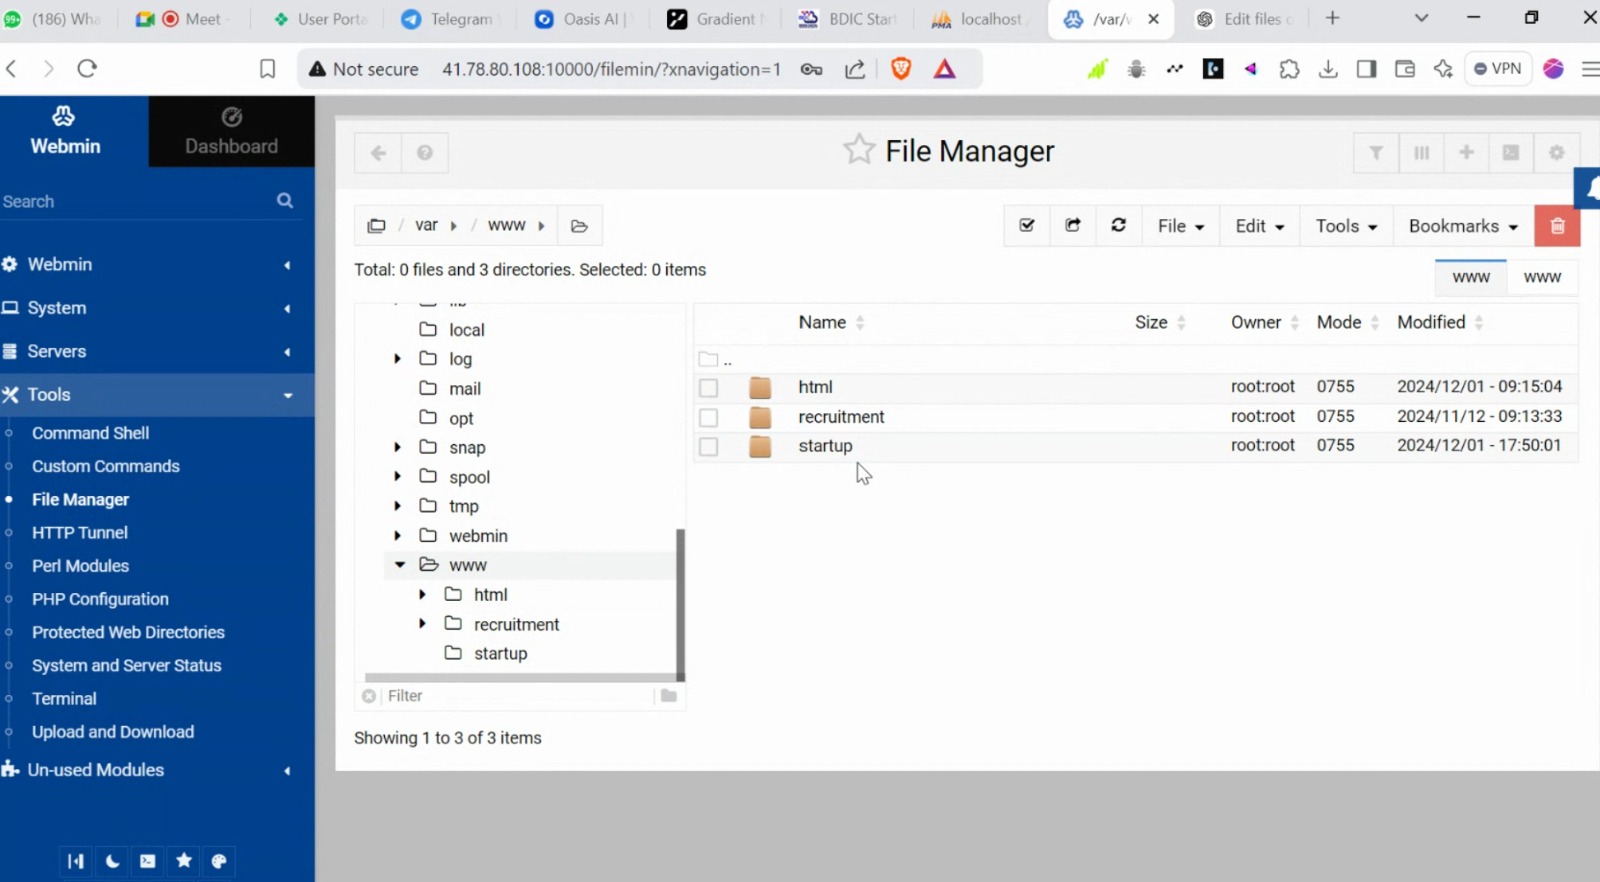 99+ (186) Wha
Meet -
User Porta
Telegram
Oasis AI |
Gradient
BDIC Star
PMA localhost
/var/
Edit files
Not secure 41.78.80.108:10000/filemin/?xnavigation=1
VPN
Webmin
Dashboard
Search
Webmin
System
Servers
Tools
Command Shell
Custom Commands
File Manager
HTTP Tunnel
Perl Modules
PHP Configuration
Protected Web Directories
System and Server Status
Terminal
Upload and Download
Un-used Modules
File Manager
/ var / www
File Edit Tools Bookmarks
Total: 0 files and 3 directories. Selected: 0 items
www www
lib
local
log
mail
opt
snap
spool
tmp
webmin
www
html
recruitment
startup
Filter
Name Size Owner Mode Modified
..
html root:root 0755 2024/12/01 - 09:15:04
recruitment root:root 0755 2024/11/12 - 09:13:33
startup root:root 0755 2024/12/01 - 17:50:01
Showing 1 to 3 of 3 items